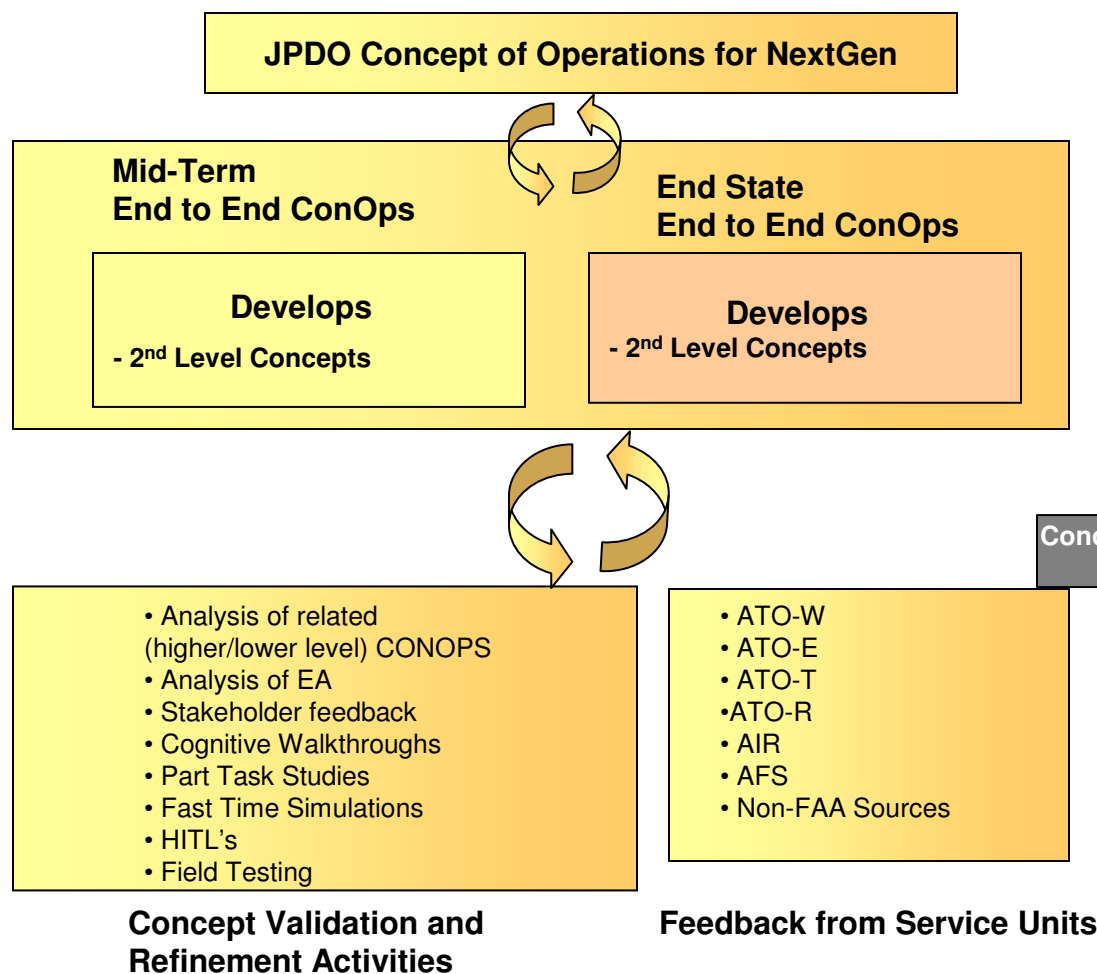 JPDO Concept of Operations for NextGen
Mid-Term
End to End ConOps
End State
End to End ConOps
Develops
- 2nd Level Concepts
Develops
- 2nd Level Concepts
• Analysis of related
(higher/lower level) CONOPS
• Analysis of EA
• Stakeholder feedback
• Cognitive Walkthroughs
• Part Task Studies
• Fast Time Simulations
• HITL's
• Field Testing
• ATO-W
• ATO-E
• ATO-T
•ATO-R
• AIR
• AFS
• Non-FAA Sources
Concept Validation and
Refinement Activities
Feedback from Service Units